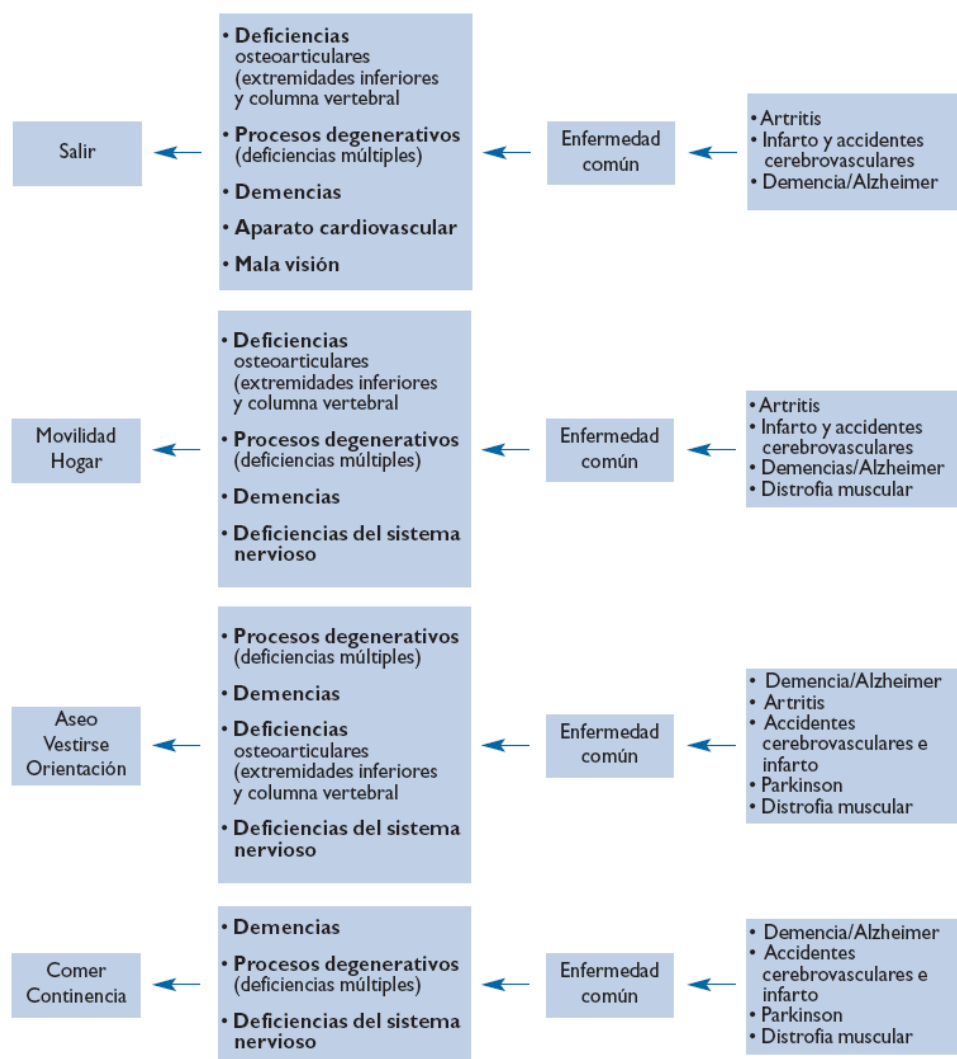 Salir
• Deficiencias
osteoarticulares
(extremidades inferiores
y columna vertebral
• Procesos degenerativos
(deficiencias múltiples)
• Demencias
• Aparato cardiovascular
• Mala visión
Enfermedad
común
• Artritis
• Infarto y accidentes
cerebrovasculares
• Demencia/Alzheimer
Movilidad
Hogar
• Deficiencias
osteoarticulares
(extremidades inferiores
y columna vertebral
• Procesos degenerativos
(deficiencias múltiples)
• Demencias
• Deficiencias del sistema
nervioso
Enfermedad
común
• Artritis
• Infarto y accidentes
cerebrovasculares
• Demencias/Alzheimer
• Distrofia muscular
Aseo
Vestirse
Orientación
• Procesos degenerativos
(deficiencias múltiples)
• Demencias
• Deficiencias
osteoarticulares
(extremidades inferiores
y columna vertebral
• Deficiencias del sistema
nervioso
Enfermedad
común
• Demencia/Alzheimer
• Artritis
• Accidentes
cerebrovasculares e
infarto
• Parkinson
• Distrofia muscular
Comer
Continencia
• Demencias
• Procesos degenerativos
(deficiencias múltiples)
• Deficiencias del sistema
nervioso
Enfermedad
común
• Demencia/Alzheimer
• Accidentes
cerebrovasculares e
infarto
• Parkinson
• Distrofia muscular